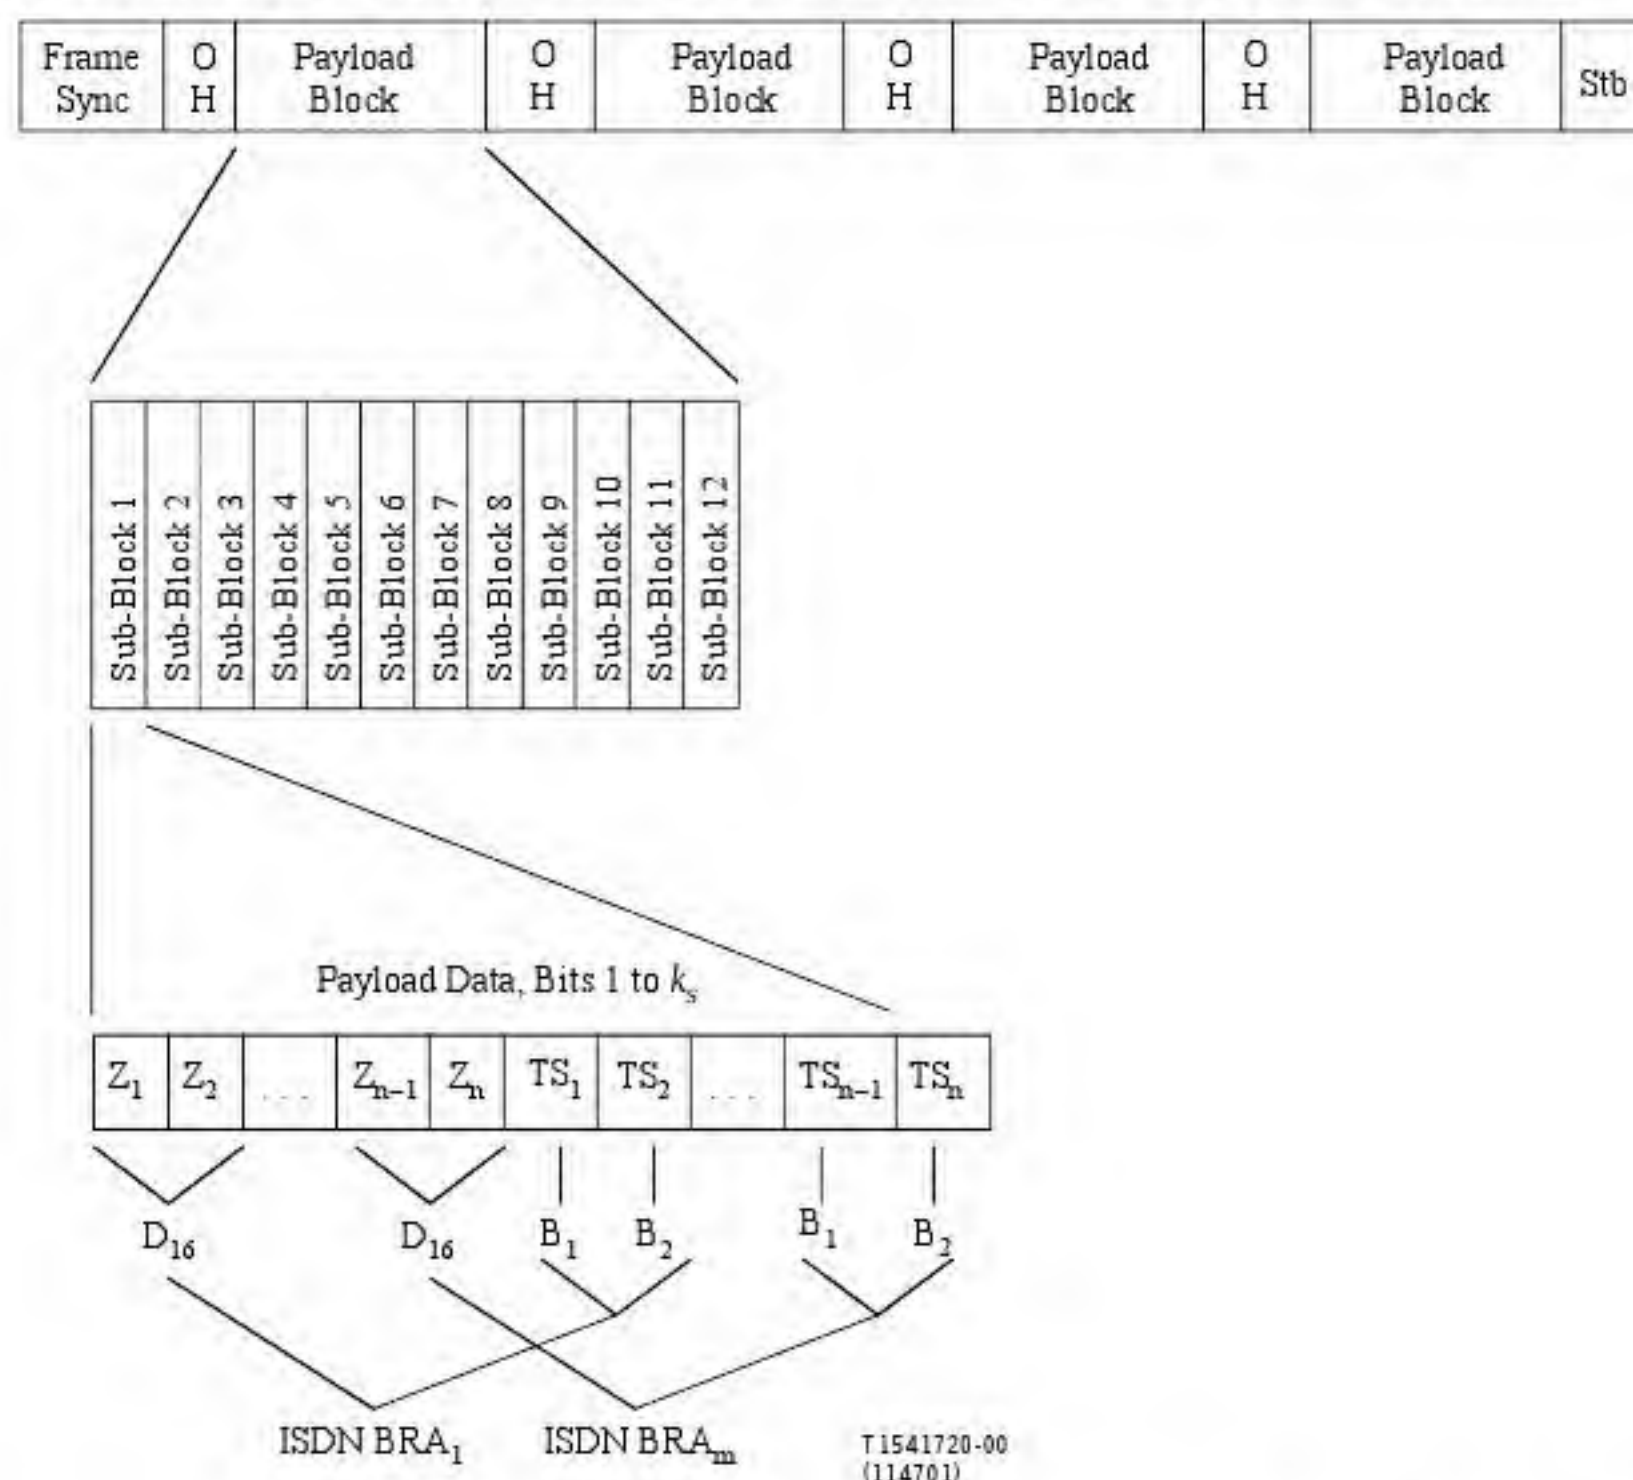 Frame Sync O H Payload Block O H Payload Block O H Payload Block O H Payload Block Stb
Sub-Block 1 Sub-Block 2 Sub-Block 3 Sub-Block 4 Sub-Block 5 Sub-Block 6 Sub-Block 7 Sub-Block 8 Sub-Block 9 Sub-Block 10 Sub-Block 11 Sub-Block 12
Payload Data, Bits 1 to kₛ
Z₁ Z₂ ... Zₙ₋₁ Zₙ TS₁ TS₂ ... TSₙ₋₁ TSₙ
D₁₆ D₁₆ B₁ B₂ B₁ B₂
ISDN BRA₁ ISDN BRAₘ
T1541720-00
(114701)